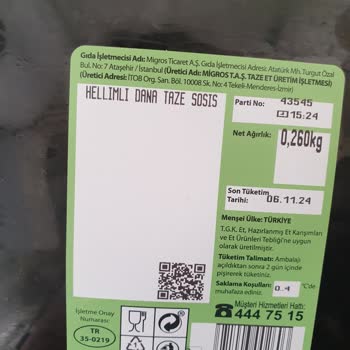 Gıda İşletmecisi Adı: Migros Ticaret A.Ş. Gıda İşletmecisi Adresi: Atatürk Mh. Turgut Özal
Bul. No: 7 Ataşehir / İstanbul (Üretici Adı: MİGROS T.A.Ş. TAZE ET ÜRETİM İŞLETMESİ)
(Üretici Adresi: İTOB Org. San. Böl. 10008 Sk. No: 4 Tekeli-Menderes-İzmir)
HELLIMLI DANA TAZE SOSIS
Parti No:
43545
15:24
Net Ağırlık:
0,260kg
Son Tüketim
Tarihi:
06.11.24
Menşei Ülke: TÜRKİYE
T.G.K. Et, Hazırlanmış Et Karışımları
ve Et Ürünleri Tebliği'ne uygun
olarak üretilmiştir.
Tüketim Talimatı: Ambalajı
açıldıktan sonra 2 gün içinde
pişirerek tüketiniz.
Saklama Koşulları:
0..4
°C'de
muhafaza ediniz.
Müşteri Hizmetleri Hattı:
444 75 15
İşletme Onay
Numarası:
TR
35-0219